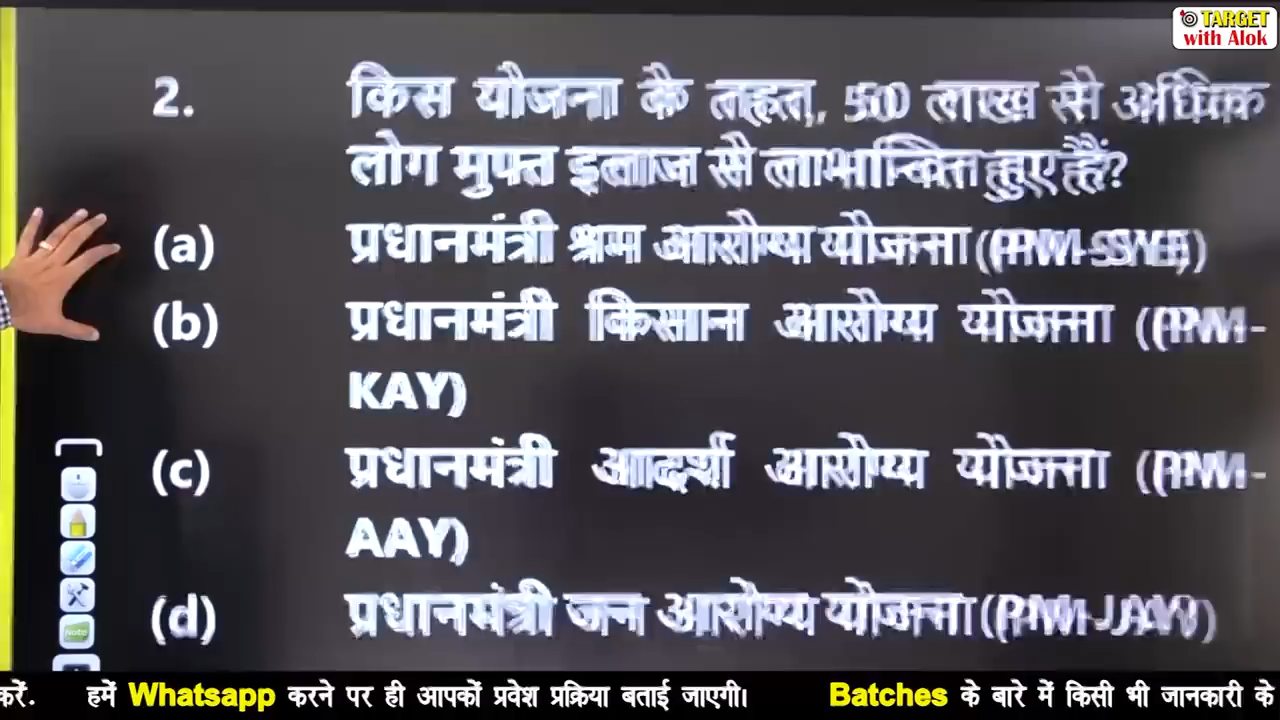 TARGET
with Alok
2. किस योजना के तहत, 50 लाख से अधिक
लोग मुफ्त इलाज से लाभान्वित हुए हैं?
(a) प्रधानमंत्री श्रम आरोग्य योजना
(b) प्रधानमंत्री किसान आरोग्य योजना (PM-
KAY)
(c) प्रधानमंत्री आदर्श आरोग्य योजना (PM-
AAY)
(d) प्रधानमंत्री जन आरोग्य योजना (PM-JAY)
Note
करें. हमें Whatsapp करने पर ही आपकों प्रवेश प्रक्रिया बताई जाएगी। Batches के बारे में किसी भी जानकारी के